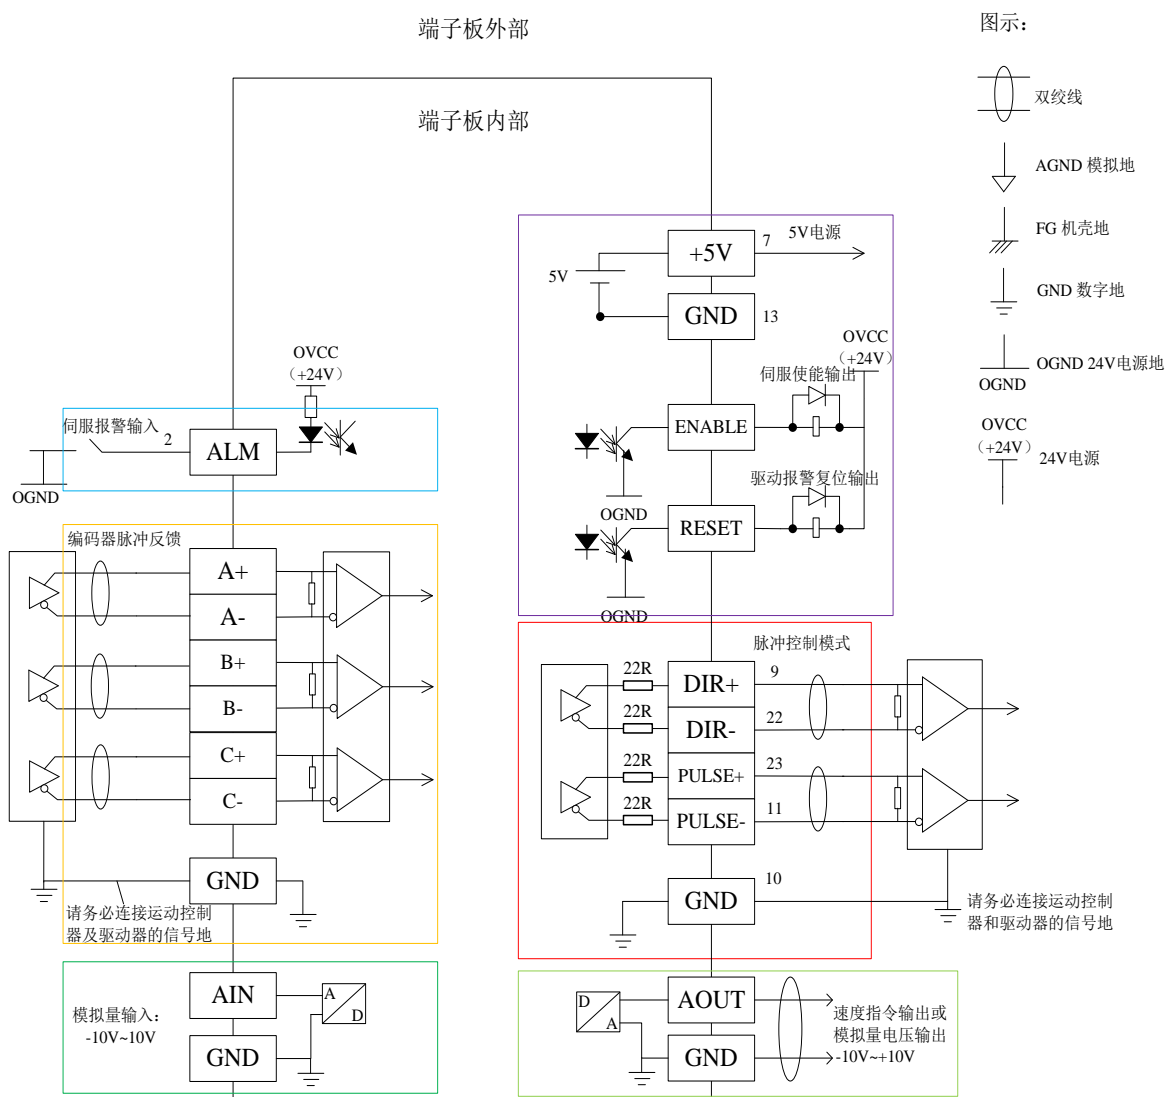 端子板外部
图示：
双绞线
端子板内部
AGND 模拟地
FG 机壳地
GND 数字地
OGND 24V电源地
OGND
OVCC
（+24V）
24V电源
+5V
7
5V电源
5V
GND
13
OVCC
（+24V）
伺服使能输出
ENABLE
OGND
驱动报警复位输出
RESET
OGND
OVCC
（+24V）
伺服报警输入
2
ALM
OGND
编码器脉冲反馈
A+
A-
B+
B-
C+
C-
GND
请务必连接运动控制
器及驱动器的信号地
脉冲控制模式
22R
DIR+
9
22R
DIR-
22
22R
PULSE+
23
22R
PULSE-
11
GND
10
请务必连接运动控制
器和驱动器的信号地
模拟量输入：
-10V~10V
AIN
A
D
GND
D
A
AOUT
GND
速度指令输出或
模拟量电压输出
-10V~+10V